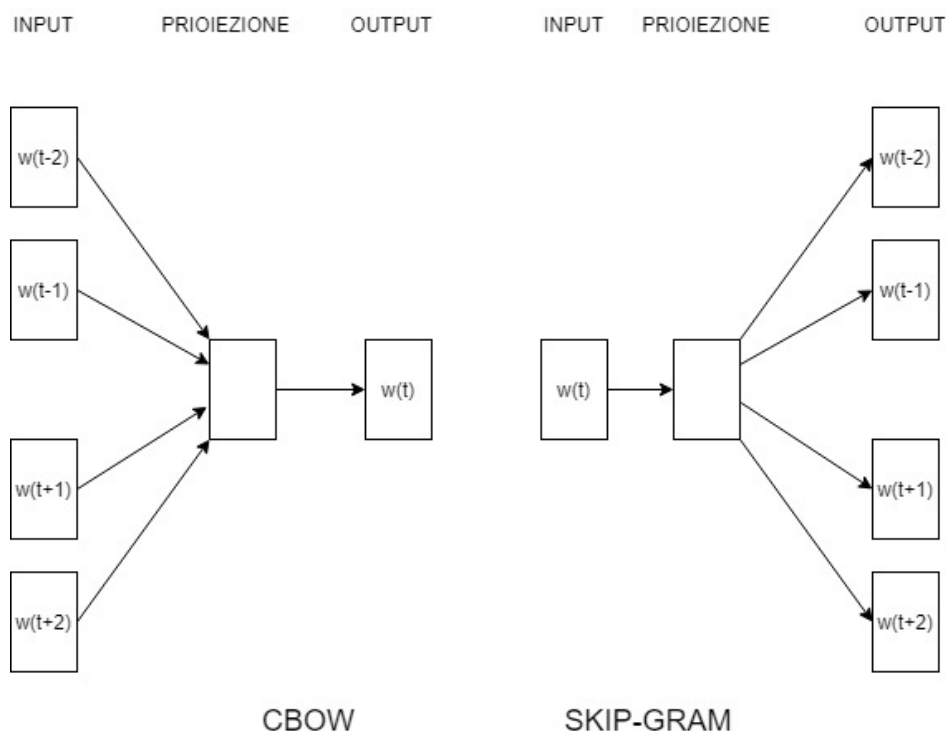 INPUT PRIOIEZIONE OUTPUT INPUT PRIOIEZIONE OUTPUT
w(t-2) w(t-2)
w(t-1) w(t-1)
w(t) w(t)
w(t+1) w(t+1)
w(t+2) w(t+2)
CBOW SKIP-GRAM